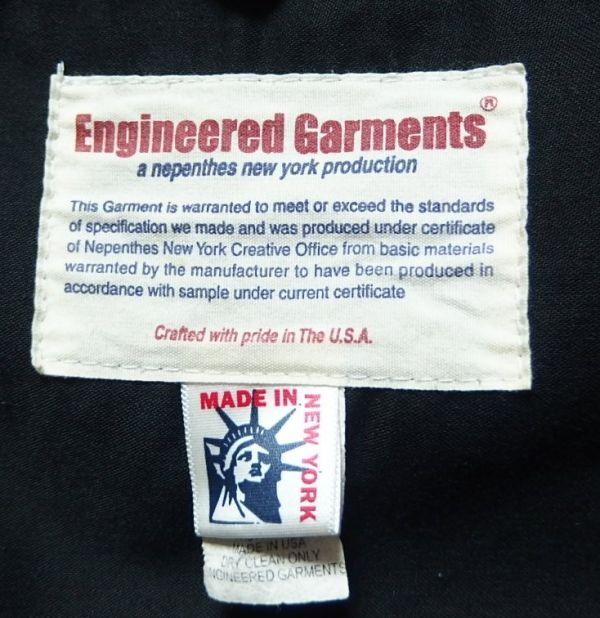 Engineered Garments®
a nepenthes new york production
This Garment is warranted to meet or exceed the standards
of specification we made and was produced under certificate
of Nepenthes New York Creative Office from basic materials
warranted by the manufacturer to have been produced in
accordance with sample under current certificate
Crafted with pride in The U.S.A.
MADE IN
NEW YORK
MADE IN USA
DRY CLEAN ONLY
NGINEERED GARMENTS